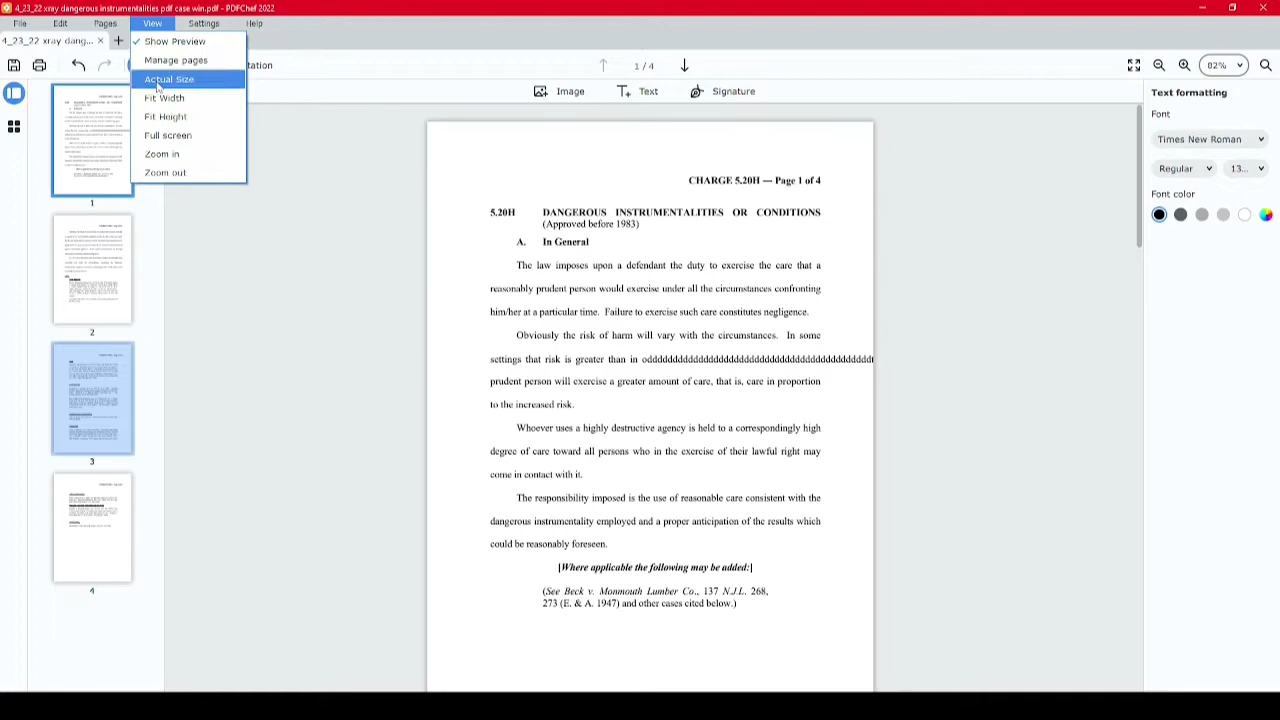 4_23_22 xray dangerous instrumentalities pdf case win.pdf - PDFChef 2022
File Edit Pages View Settings Help
4_23_22 xray dang...
Show Preview
Manage pages
Actual Size
Fit Width
Fit Height
Full screen
Zoom in
Zoom out
tation
1 / 4
82%
Image Text Signature
1
2
3
4
CHARGE 5.20H — Page 1 of 4
5.20H DANGEROUS INSTRUMENTALITIES OR CONDITIONS
(Approved before 1983)
A. In General
The law imposes upon a defendant the duty to exercise the care that a
reasonably prudent person would exercise under all the circumstances confronting
him/her at a particular time. Failure to exercise such care constitutes negligence.
Obviously the risk of harm will vary with the circumstances. In some
settings that risk is greater than in
prudent person will exercise a greater amount of care, that is, care in proportion
to the increased risk.
Whoever uses a highly destructive agency is held to a correspondingly high
degree of care toward all persons who in the exercise of their lawful right may
come in contact with it.
The responsibility imposed is the use of reasonable care consistent with the
dangerous instrumentality employed and a proper anticipation of the results which
could be reasonably foreseen.
[Where applicable the following may be added:]
(See Beck v. Monmouth Lumber Co., 137 N.J.L. 268,
273 (E. & A. 1947) and other cases cited below.)
Text formatting
Font
Times New Roman
Regular 13...
Font color